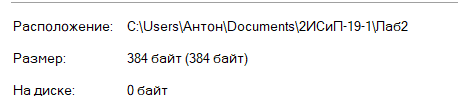 Расположение: C:\Users\Антон\Documents\2ИСиП-19-1\Лаб2
Размер: 384 байт (384 байт)
На диске: 0 байт